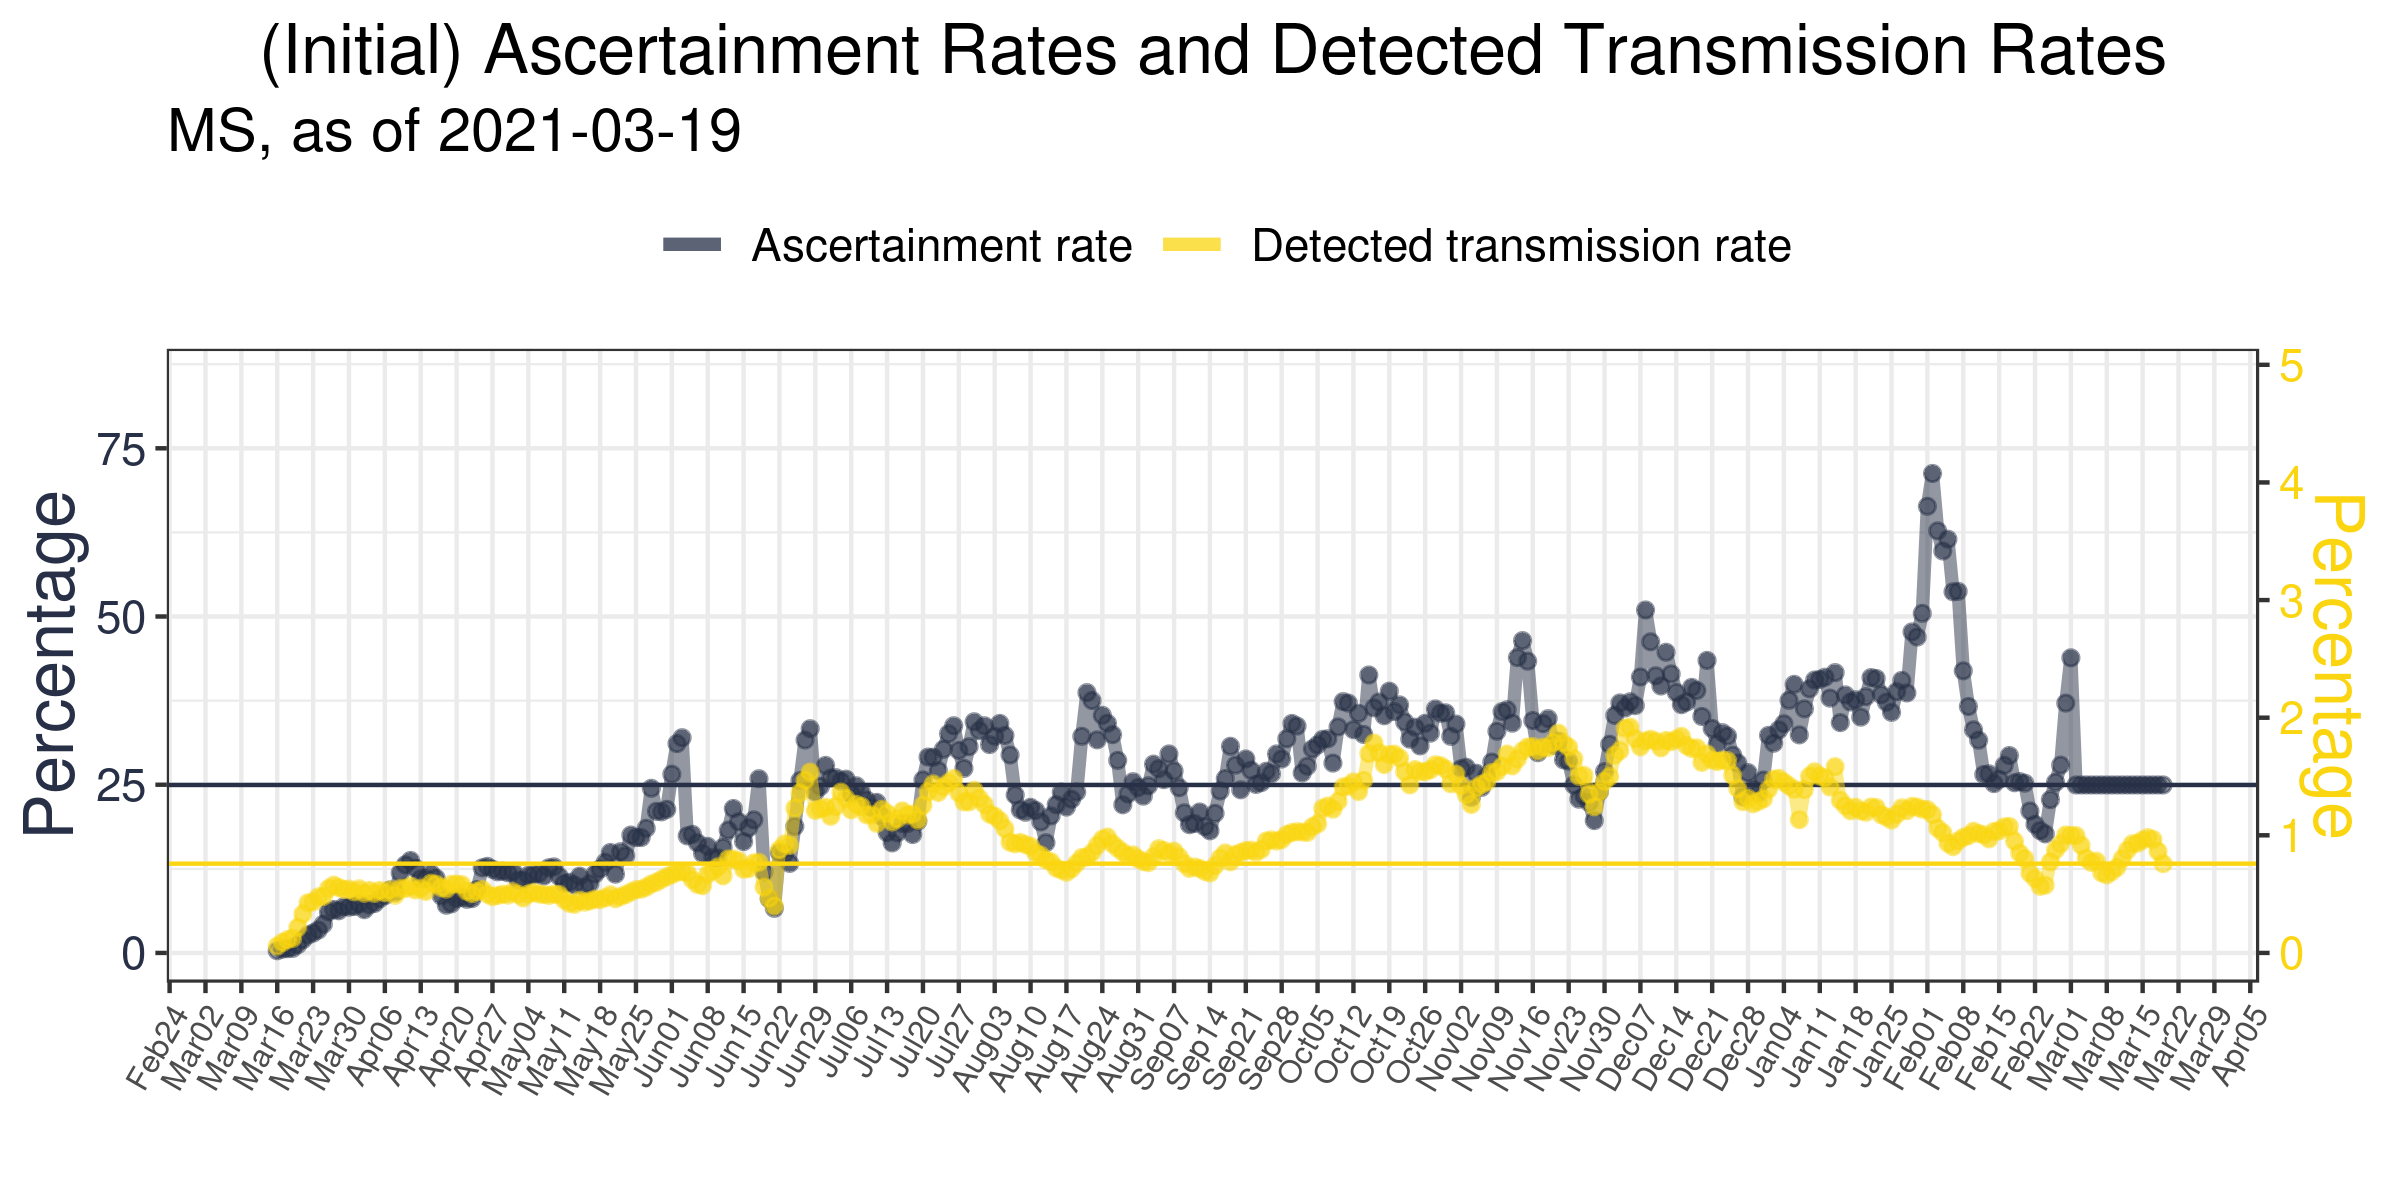 (Initial) Ascertainment Rates and Detected Transmission Rates
MS, as of 2021-03-19
Ascertainment rate Detected transmission rate
Percentage
75
50
25
0
5
4
3
2
1
0
Percentage
Feb24 Mar02 Mar09 Mar16 Mar23 Mar30 Apr06 Apr13 Apr20 Apr27 May04 May11 May18 May25 Jun01 Jun08 Jun15 Jun22 Jun29 Jul06 Jul13 Jul20 Jul27 Aug03 Aug10 Aug17 Aug24 Aug31 Sep07 Sep14 Sep21 Sep28 Oct05 Oct12 Oct19 Oct26 Nov02 Nov09 Nov16 Nov23 Nov30 Dec07 Dec14 Dec21 Dec28 Jan04 Jan11 Jan18 Jan25 Feb01 Feb08 Feb15 Feb22 Mar01 Mar08 Mar15 Mar22 Mar29 Apr05